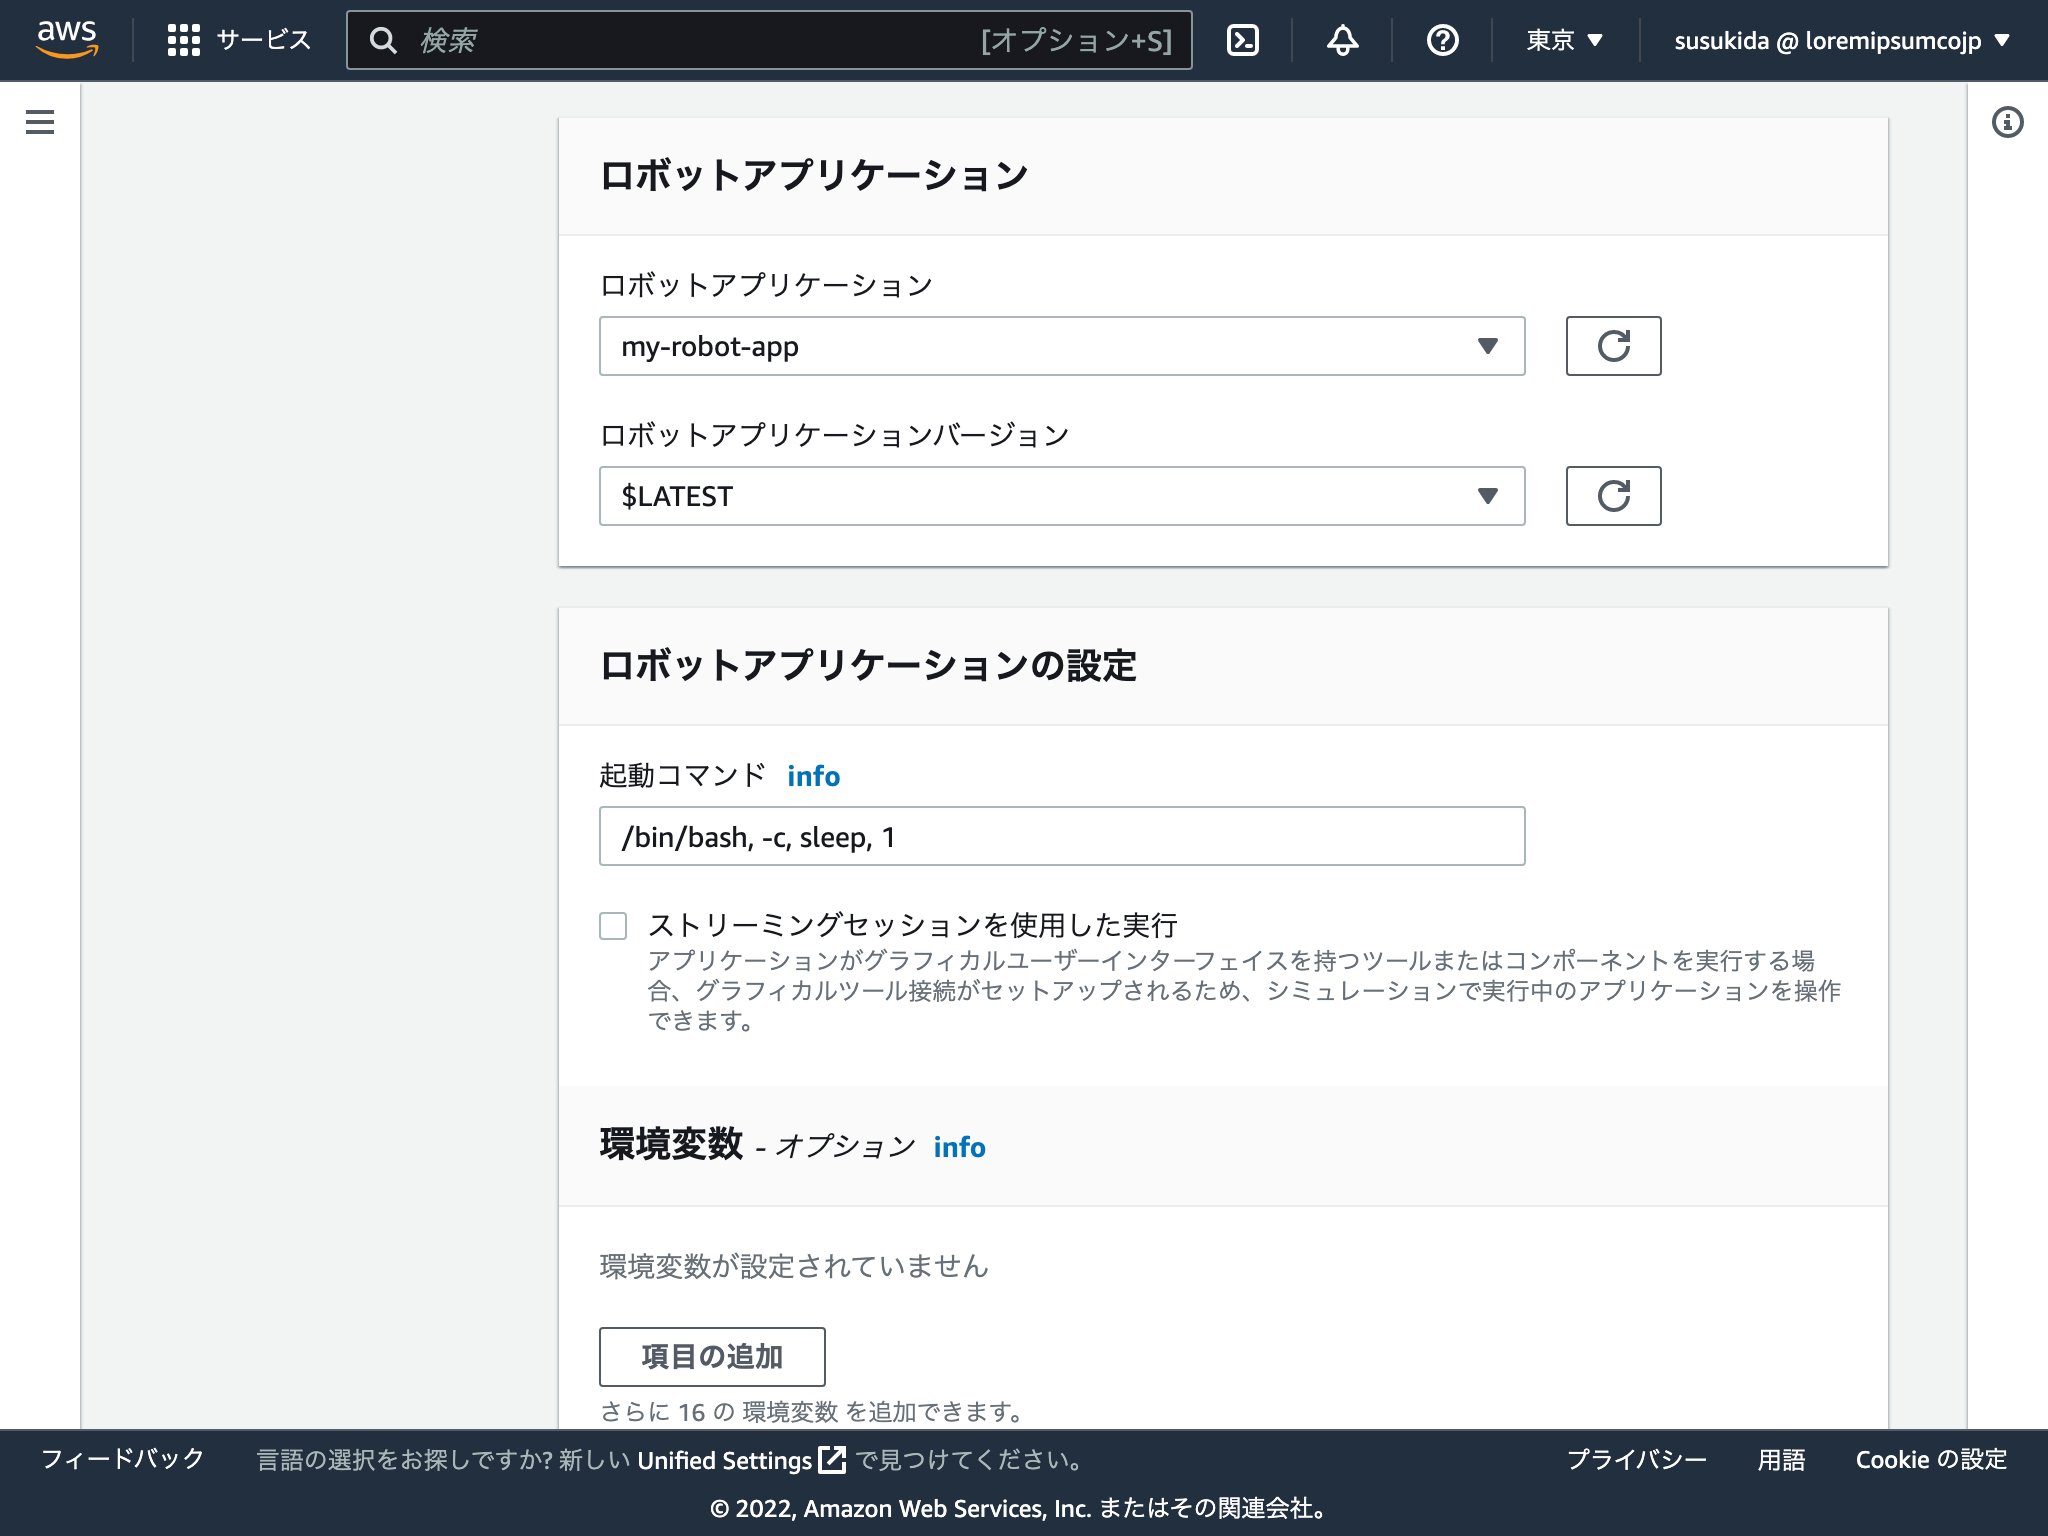 aws サービス 検索 [オプション+S] 東京 susukida @ loremipsumcojp
ロボットアプリケーション
ロボットアプリケーション
my-robot-app
ロボットアプリケーションバージョン
$LATEST
ロボットアプリケーションの設定
起動コマンド info
/bin/bash, -c, sleep, 1
ストリーミングセッションを使用した実行
アプリケーションがグラフィカルユーザーインターフェイスを持つツールまたはコンポーネントを実行する場
合、グラフィカルツール接続がセットアップされるため、シミュレーションで実行中のアプリケーションを操作
できます。
環境変数 - オプション info
環境変数が設定されていません
項目の追加
さらに 16 の 環境変数 を追加できます。
フィードバック 言語の選択をお探しですか? 新しい Unified Settings で見つけてください。 プライバシー 用語 Cookie の設定
© 2022, Amazon Web Services, Inc. またはその関連会社。